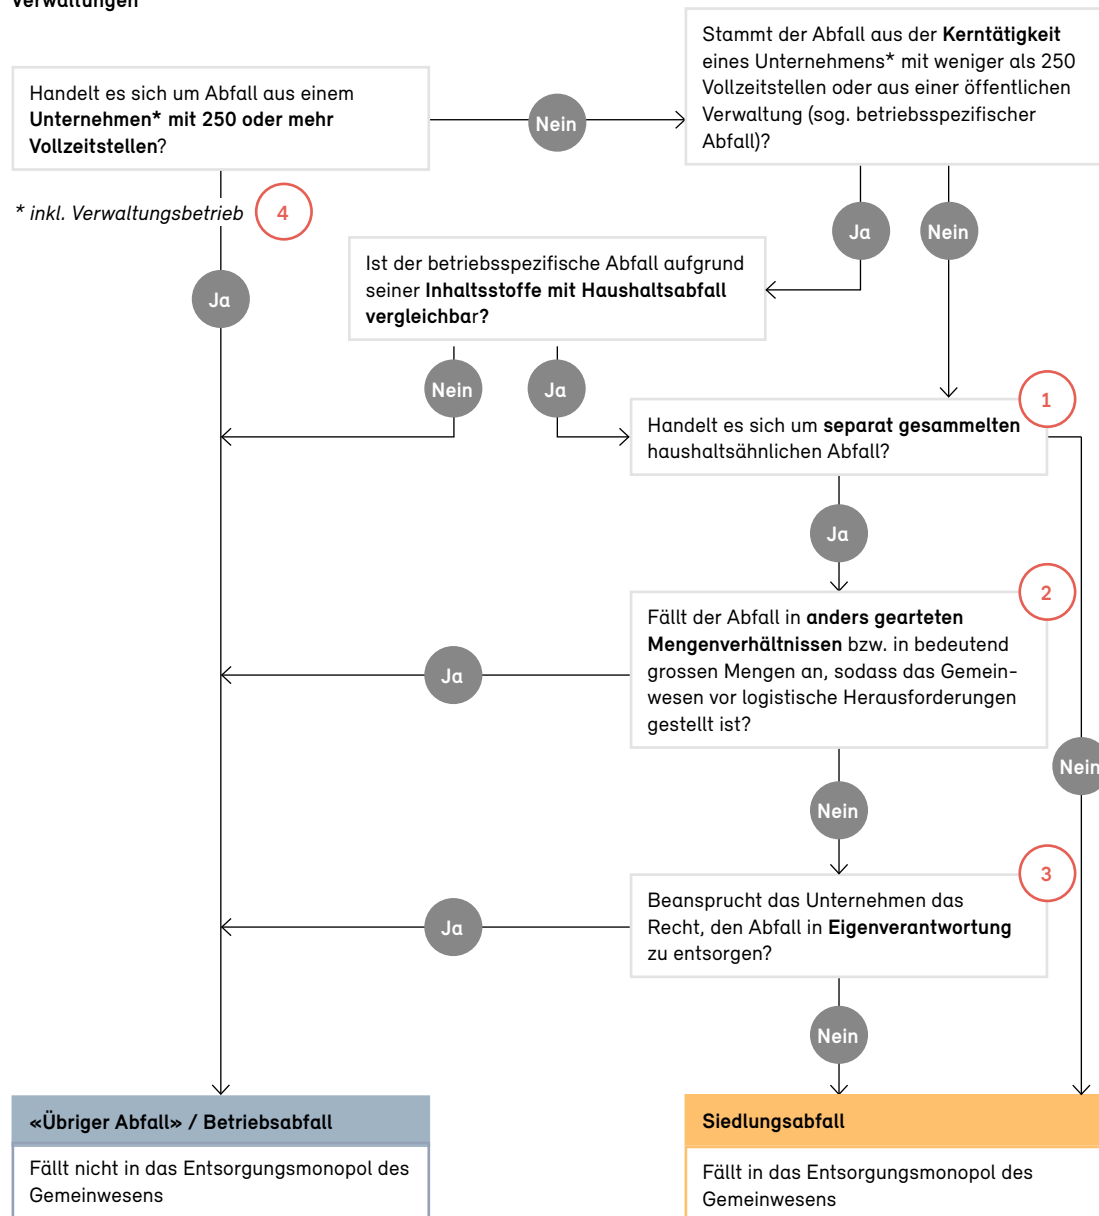 Verwaltungen
Handelt es sich um Abfall aus einem
Unternehmen* mit 250 oder mehr
Vollzeitstellen?
Nein
Stammt der Abfall aus der Kerntätigkeit
eines Unternehmens* mit weniger als 250
Vollzeitstellen oder aus einer öffentlichen
Verwaltung (sog. betriebsspezifischer
Abfall)?
* inkl. Verwaltungsbetrieb
4
Ja
Ja
Nein
Ist der betriebsspezifische Abfall aufgrund
seiner Inhaltsstoffe mit Haushaltsabfall
vergleichbar?
Nein
Ja
1
Handelt es sich um separat gesammelten
haushaltsähnlichen Abfall?
Ja
2
Fällt der Abfall in anders gearteten
Mengenverhältnissen bzw. in bedeutend
grossen Mengen an, sodass das Gemein-
wesen vor logistische Herausforderungen
gestellt ist?
Ja
Nein
Nein
3
Beansprucht das Unternehmen das
Recht, den Abfall in Eigenverantwortung
zu entsorgen?
Ja
Nein
«Übriger Abfall» / Betriebsabfall
Fällt nicht in das Entsorgungsmonopol des
Gemeinwesens
Siedlungsabfall
Fällt in das Entsorgungsmonopol des
Gemeinwesens